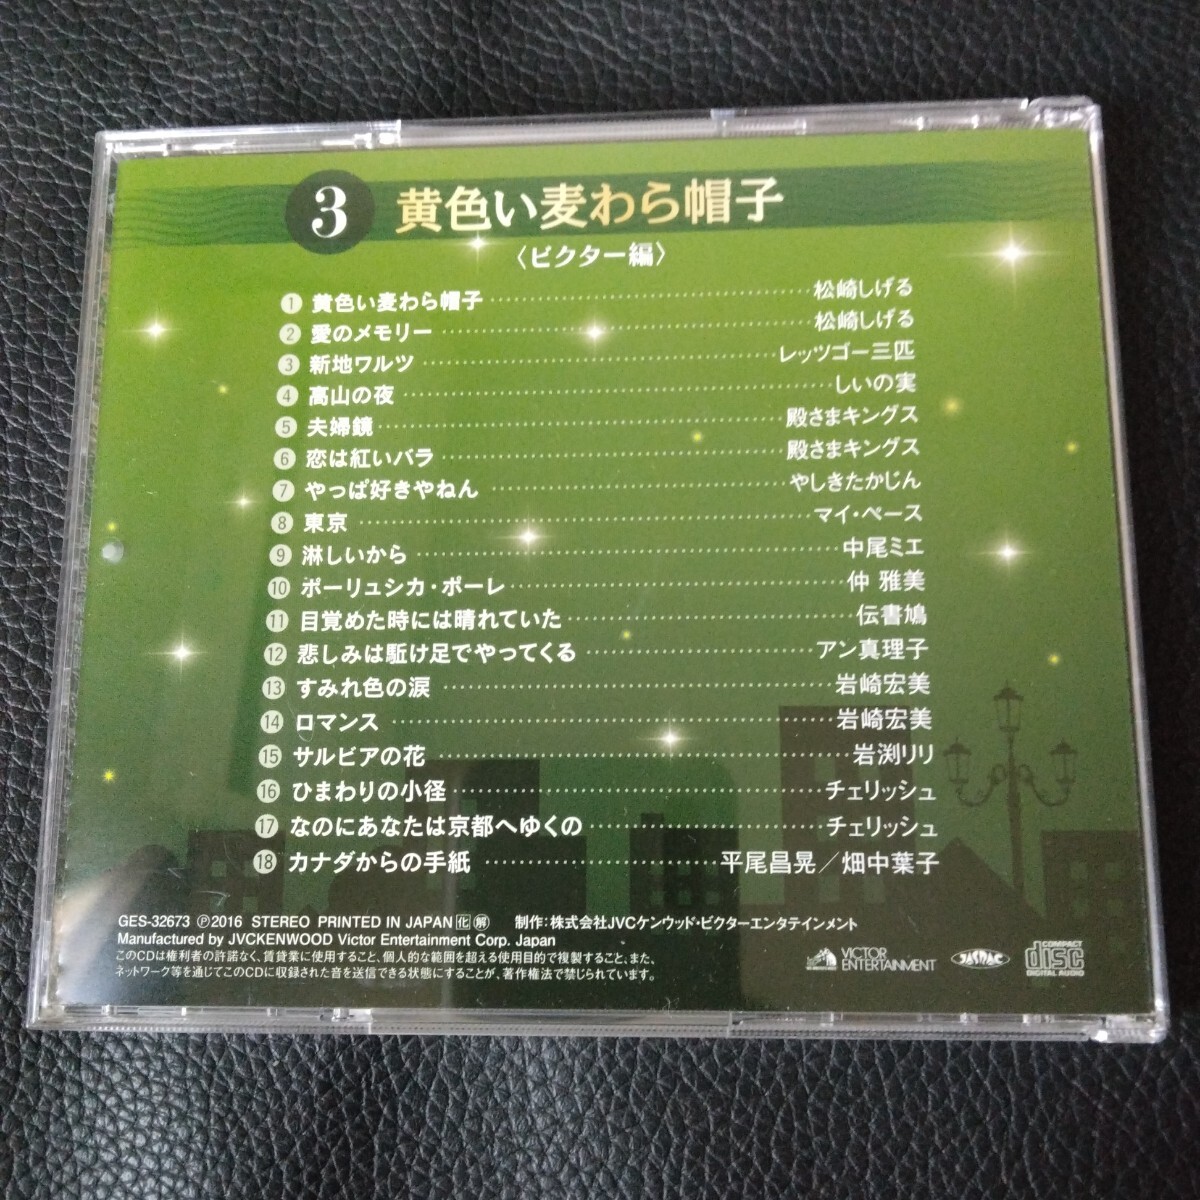 3 黄色い麦わら帽子
〈ビクター編〉
1 黄色い麦わら帽子 松崎しげる
2 愛のメモリー 松崎しげる
3 新地ワルツ レッツゴー三匹
4 高山の夜 しいの実
5 夫婦鏡 殿さまキングス
6 恋は紅いバラ 殿さまキングス
7 やっぱ好きやねん やしきたかじん
8 東京 マイ・ペース
9 淋しいから 中尾ミエ
10 ポーリュシカ・ポーレ 仲 雅美
11 目覚めた時には晴れていた 伝書鳩
12 悲しみは駈け足でやってくる アン真理子
13 すみれ色の涙 岩崎宏美
14 ロマンス 岩崎宏美
15 サルビアの花 岩渕リリ
16 ひまわりの小径 チェリッシュ
17 なのにあなたは京都へゆくの チェリッシュ
18 カナダからの手紙 平尾昌晃／畑中葉子
GES-32673 Ⓟ2016 STEREO PRINTED IN JAPAN 化 解 制作：株式会社JVCケンウッド・ビクターエンタテインメント
Manufactured by JVCKENWOOD Victor Entertainment Corp. Japan
このCDは権利者の許諾なく、賃貸業に使用すること、個人的な範囲を超える使用目的で複製すること、また、
ネットワーク等を通じてこのCDに収録された音を送信できる状態にすることが、著作権法で禁じられています。
VICTOR ENTERTAINMENT
JASRAC
COMPACT disc DIGITAL AUDIO